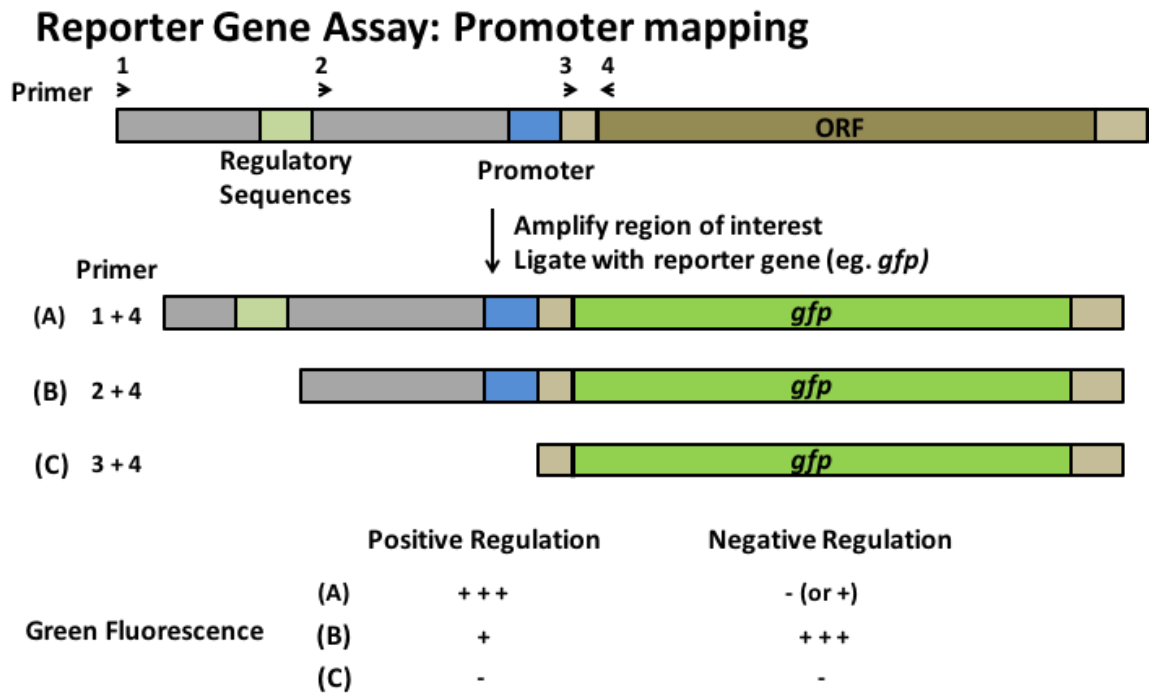 Reporter Gene Assay: Promoter mapping
1 2 3 4
Primer
ORF
Regulatory
Sequences
Promoter
Amplify region of interest
Ligate with reporter gene (eg. gfp)
Primer
(A) 1 + 4 gfp
(B) 2 + 4 gfp
(C) 3 + 4 gfp
Positive Regulation Negative Regulation
(A) + + + - (or +)
Green Fluorescence (B) + + + +
(C) - -